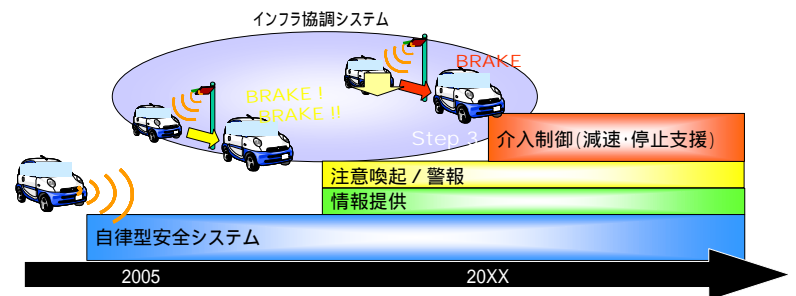 インフラ協調システム
BRAKE
BRAKE !
BRAKE !!
Step 3
介入制御(減速・停止支援)
注意喚起 / 警報
情報提供
自律型安全システム
2005
20XX